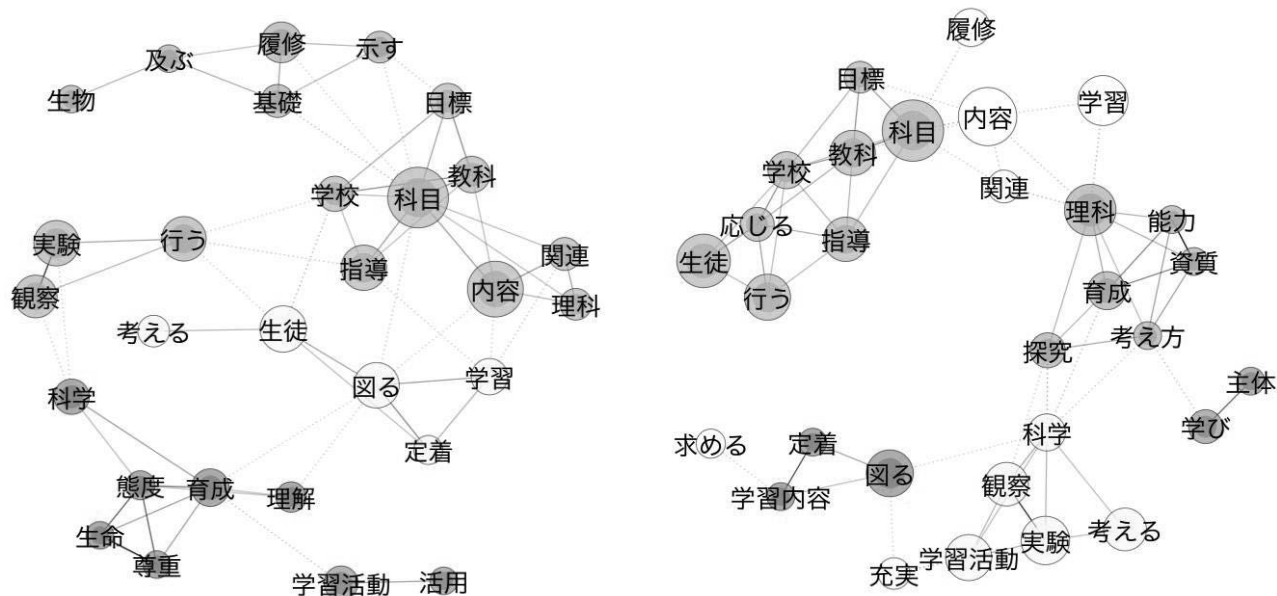 履修
示す
及ぶ
生物
基礎
目標
教科
学校
科目
実験
行う
指導
関連
観察
内容
理科
考える
生徒
図る
学習
科学
定着
態度
育成
理解
生命
尊重
学習活動
活用
履修
目標
内容
学習
科目
教科
学校
関連
理科
能力
応じる
指導
資質
生徒
行う
育成
探究
考え方
主体
学び
求める
定着
科学
図る
学習内容
観察
考える
実験
学習活動
充実